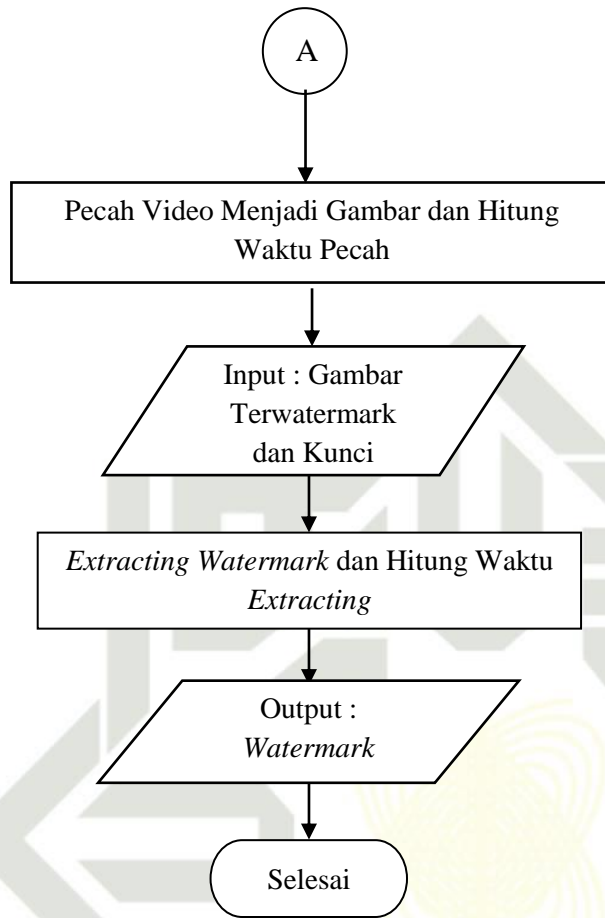 A
Pecah Video Menjadi Gambar dan Hitung
Waktu Pecah
Input : Gambar
Terwatermark
dan Kunci
Extracting Watermark dan Hitung Waktu
Extracting
Output :
Watermark
Selesai